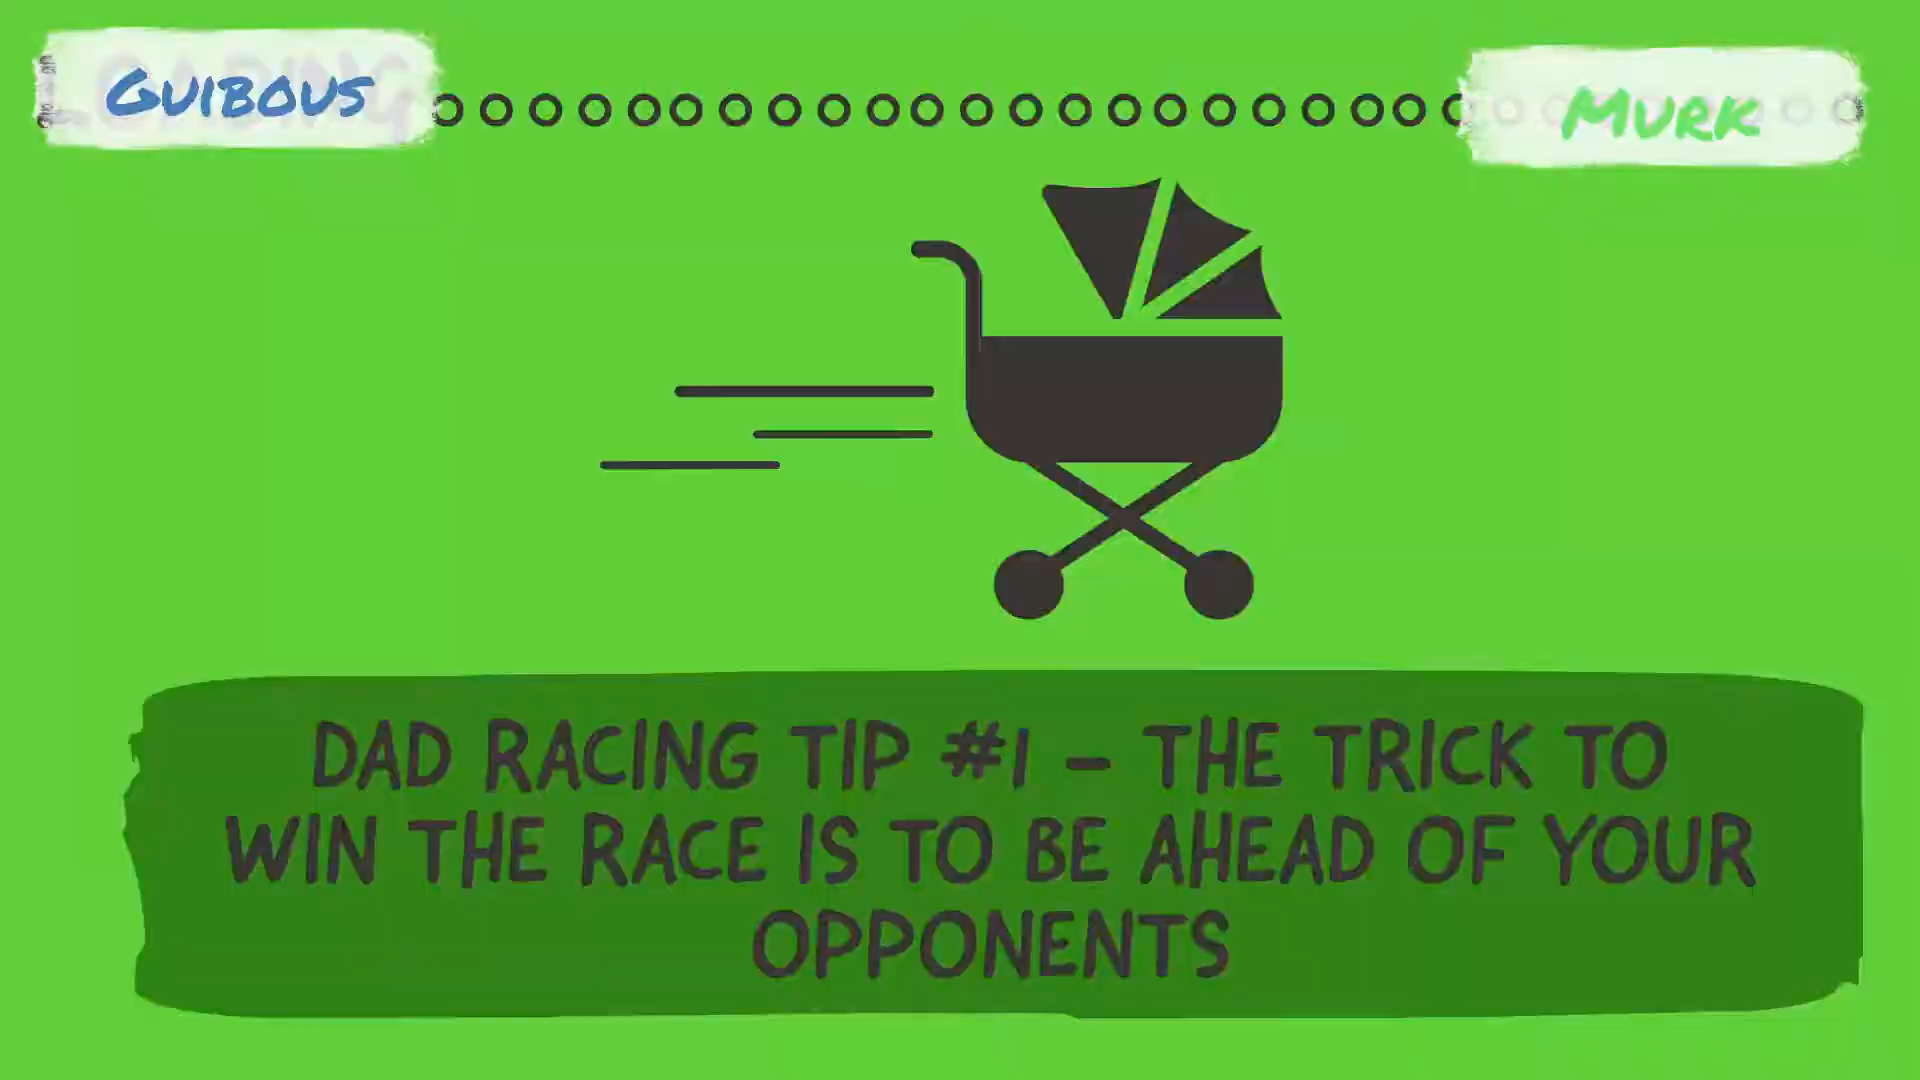 LOADING
GUIBOUS
MURK
DAD RACING TIP #1 - THE TRICK TO
WIN THE RACE IS TO BE AHEAD OF YOUR
OPPONENTS